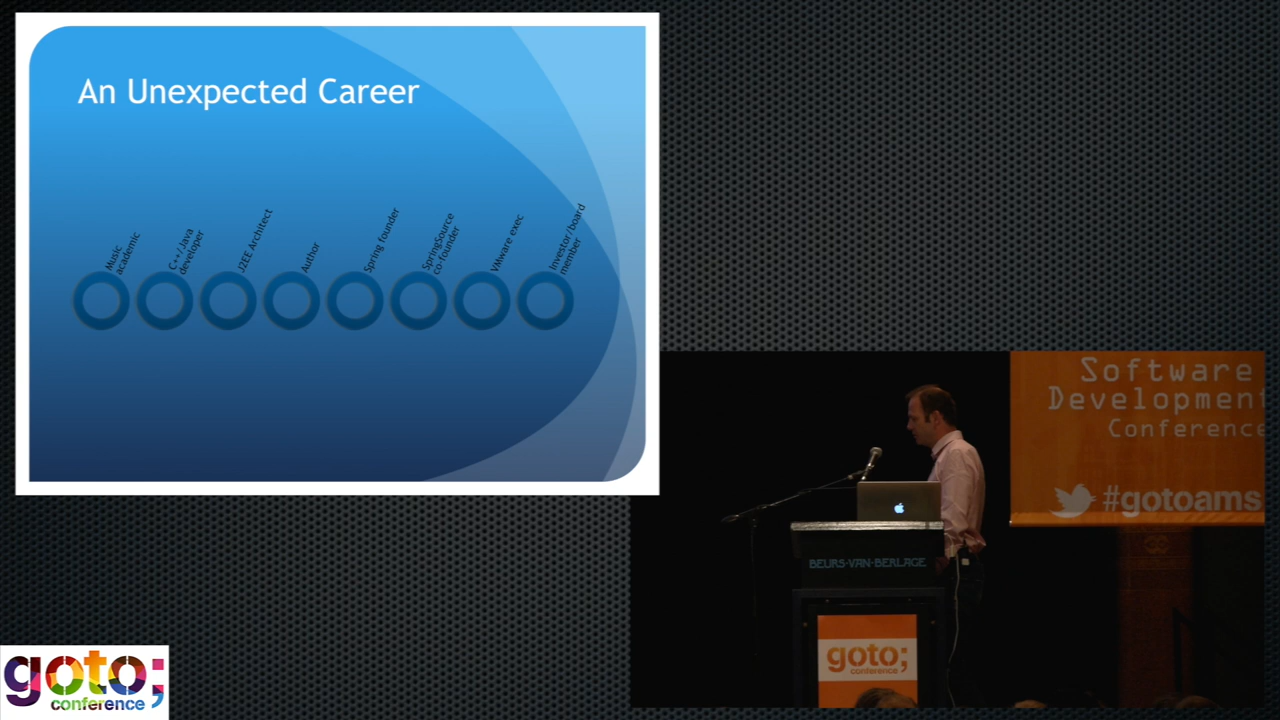 An Unexpected Career
Music
academic
C++/Java
developer
J2EE Architect
Author
Spring founder
SpringSource
co-founder
VMware exec
Investor/board
member
Software
Development
Conference
#gotoams
BEURS-VAN-BERLAGE
goto;
conference
goto;
conference